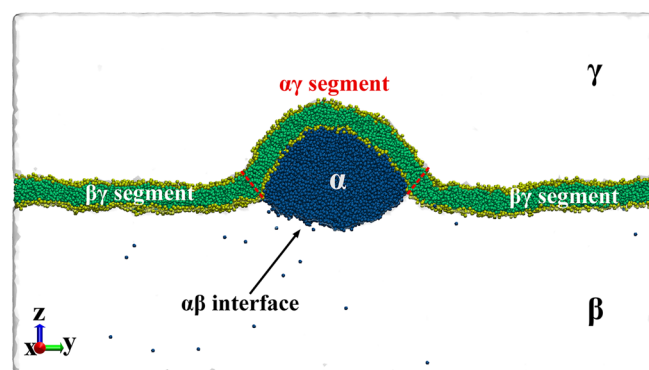 αγ segment
γ
α
βγ segment
βγ segment
αβ interface
β
z
x
y